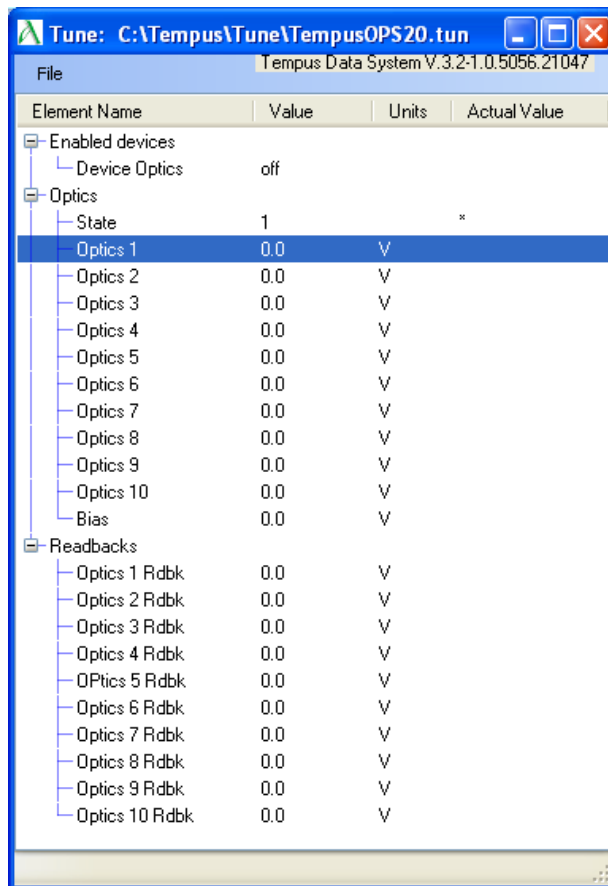 Tune: C:\Tempus\Tune\TempusOPS20.tun
File Tempus Data System V.3.2-1.0.5056.21047
Element Name Value Units Actual Value
Enabled devices
Device Optics off
Optics
State 1 *
Optics 1 0.0 V
Optics 2 0.0 V
Optics 3 0.0 V
Optics 4 0.0 V
Optics 5 0.0 V
Optics 6 0.0 V
Optics 7 0.0 V
Optics 8 0.0 V
Optics 9 0.0 V
Optics 10 0.0 V
Bias 0.0 V
Readbacks
Optics 1 Rdbk 0.0 V
Optics 2 Rdbk 0.0 V
Optics 3 Rdbk 0.0 V
Optics 4 Rdbk 0.0 V
OPtics 5 Rdbk 0.0 V
Optics 6 Rdbk 0.0 V
Optics 7 Rdbk 0.0 V
Optics 8 Rdbk 0.0 V
Optics 9 Rdbk 0.0 V
Optics 10 Rdbk 0.0 V